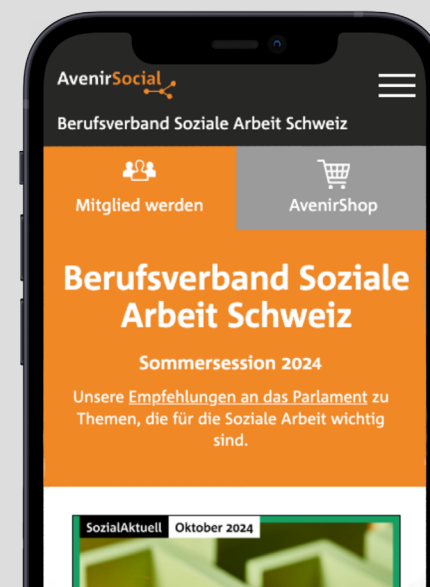 AvenirSocial
Berufsverband Soziale Arbeit Schweiz
Mitglied werden
AvenirShop
Berufsverband Soziale
Arbeit Schweiz
Sommersession 2024
Unsere Empfehlungen an das Parlament zu
Themen, die für die Soziale Arbeit wichtig
sind.
SozialAktuell Oktober 2024